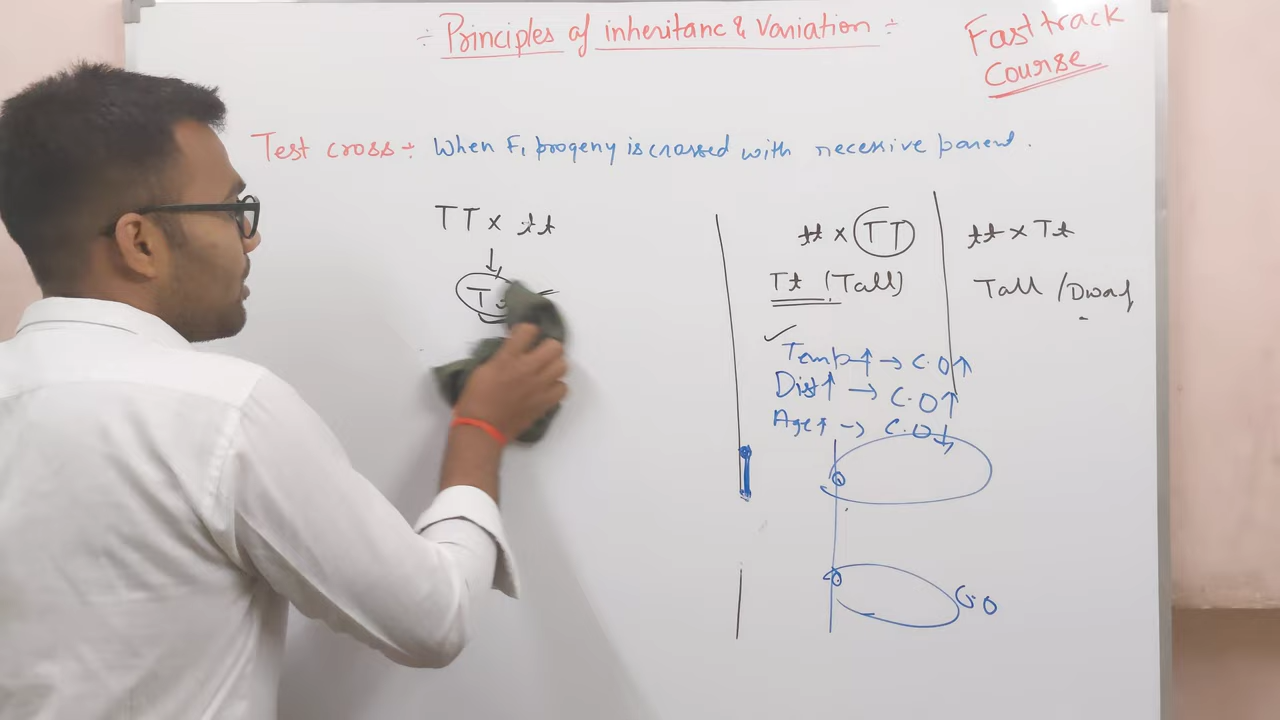 ÷ Principles of inheritanc & Variation ÷
Fast track
Course
Test cross ÷ When F1 progeny is crossed with recessive parent.
TT x tt
↓
T
tt x TT
Tt (Tall)
tt x Tt
Tall / Dwarf
✓
Temp↑ → C.O↑
Dist↑ → C.O↑
Age↑ → C.O↓
C.O